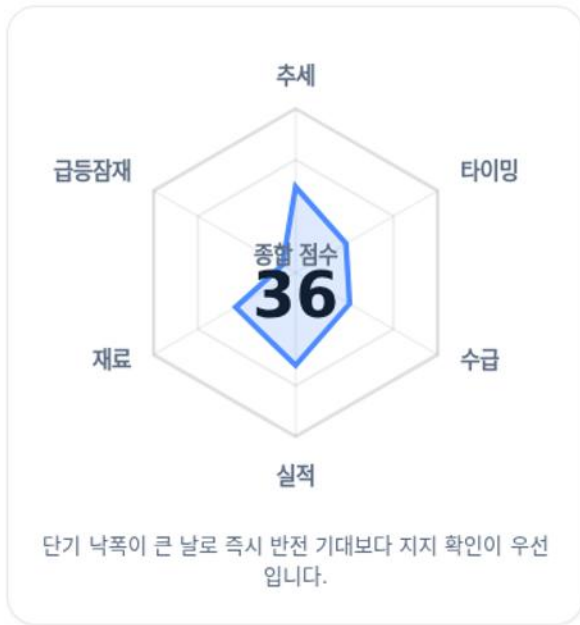 추세
급등잠재
타이밍
종합 점수
36
재료
수급
실적
단기 낙폭이 큰 날로 즉시 반전 기대보다 지지 확인이 우선
입니다.